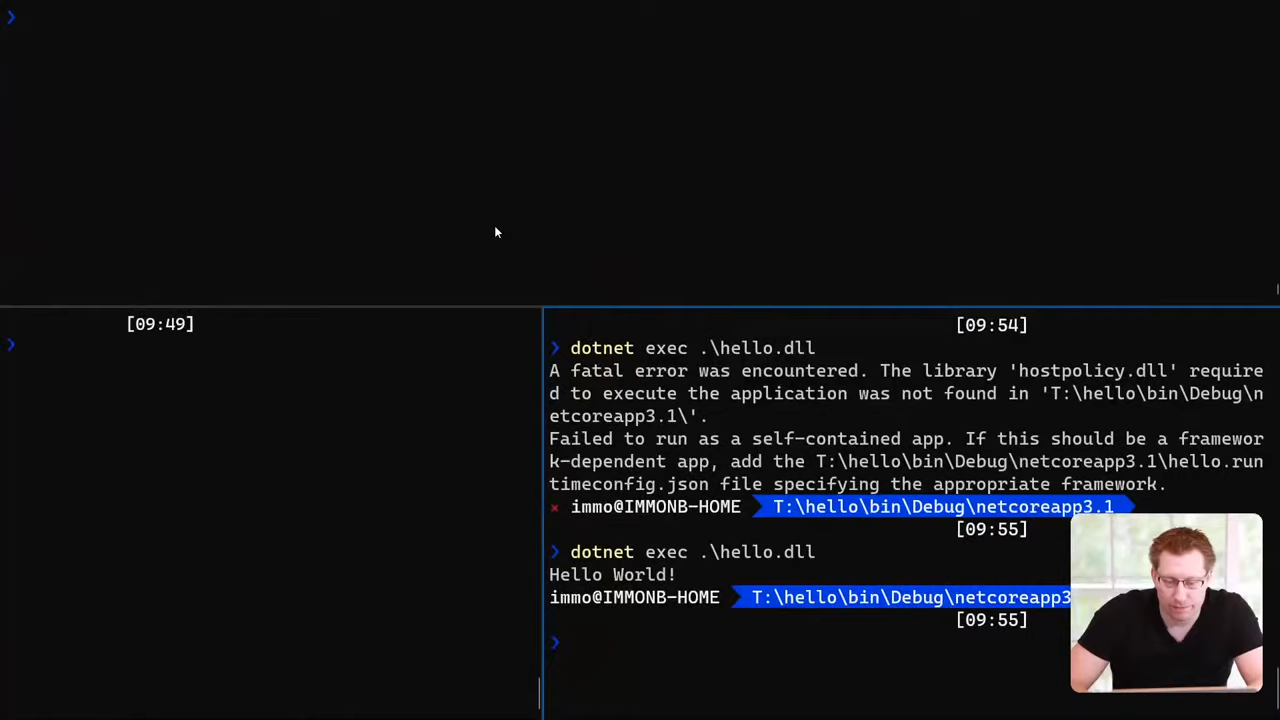 ❯
[09:49]
❯
[09:54]
❯ dotnet exec .\hello.dll
A fatal error was encountered. The library 'hostpolicy.dll' require
d to execute the application was not found in 'T:\hello\bin\Debug\n
etcoreapp3.1\'.
Failed to run as a self-contained app. If this should be a framewor
k-dependent app, add the T:\hello\bin\Debug\netcoreapp3.1\hello.run
timeconfig.json file specifying the appropriate framework.
× immo@IMMONB-HOME T:\hello\bin\Debug\netcoreapp3.1
[09:55]
❯ dotnet exec .\hello.dll
Hello World!
immo@IMMONB-HOME T:\hello\bin\Debug\netcoreapp3
[09:55]
❯